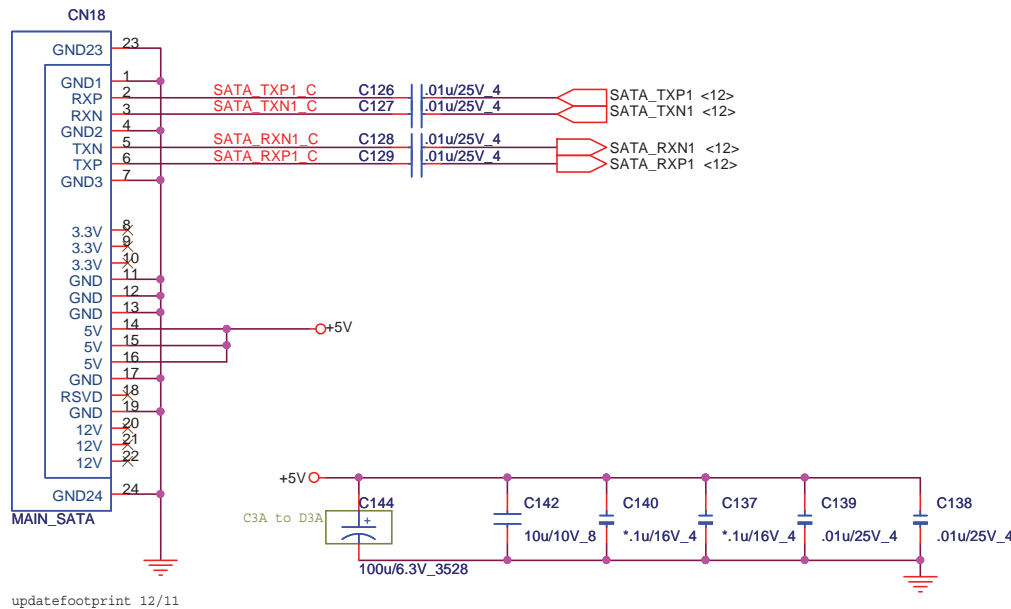 CN18
GND23 23
GND1 1
RXP 2 SATA_TXP1_C C126 .01u/25V_4 SATA_TXP1 <12>
RXN 3 SATA_TXN1_C C127 .01u/25V_4 SATA_TXN1 <12>
GND2 4
TXN 5 SATA_RXN1_C C128 .01u/25V_4 SATA_RXN1 <12>
TXP 6 SATA_RXP1_C C129 .01u/25V_4 SATA_RXP1 <12>
GND3 7
3.3V 8
3.3V 9
3.3V 10
GND 11
GND 12
GND 13
5V 14 +5V
5V 15
5V 16
GND 17
RSVD 18
GND 19
12V 20
12V 21
12V 22
GND24 24
MAIN_SATA
+5V
C3A to D3A
C144 + C142 C140 C137 C139 C138
10u/10V_8 *.1u/16V_4 *.1u/16V_4 .01u/25V_4 .01u/25V_4
100u/6.3V_3528
updatefootprint 12/11